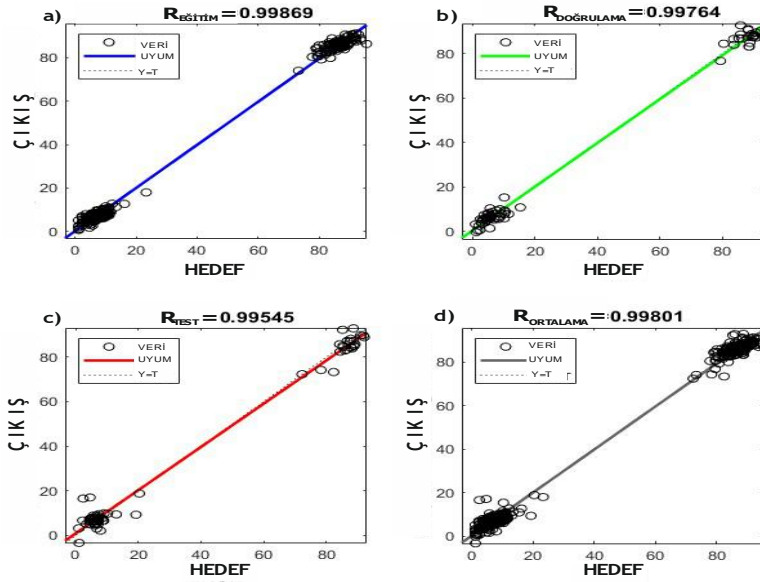 a) R EĞİTİM = 0.99869
VERİ
UYUM
Y=T
ÇIKIŞ
80
60
40
20
0
0 20 40 60 80
HEDEF
b) R DOĞRULAMA = 0.99764
VERİ
UYUM
Y=T
ÇIKIŞ
80
60
40
20
0
0 20 40 60 80
HEDEF
c) R TEST = 0.99545
VERİ
UYUM
Y=T
ÇIKIŞ
80
60
40
20
0
0 20 40 60 80
HEDEF
d) R ORTALAMA = 0.99801
VERİ
UYUM
Y=T
ÇIKIŞ
80
60
40
20
0
0 20 40 60 80
HEDEF